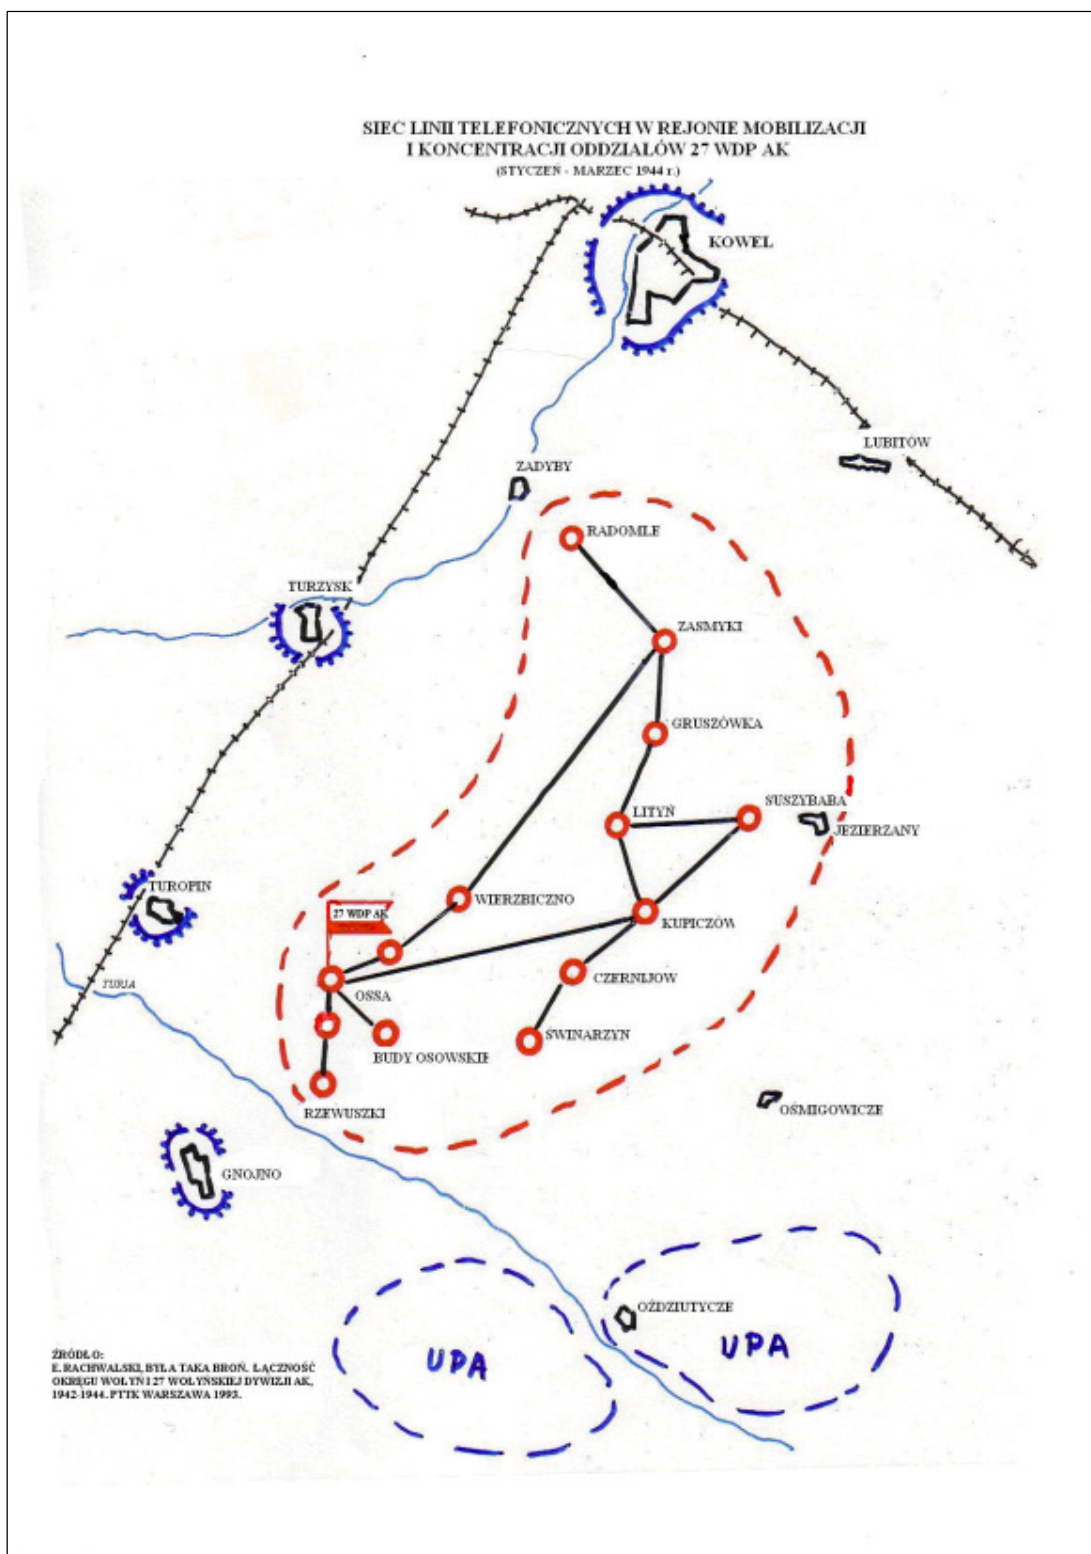 SIEC LINII TELEFONICZNYCH W REJONIE MOBILIZACJI
I KONCENTRACJI ODDZIAŁÓW 27 WDP AK
(STYCZEŃ - MARZEC 1944 r.)
KOWEL
LUBITÓW
ZADYBY
RADOMLE
TURZYSK
ZASMYKI
GRUSZÓWKA
SUSZYBABA
LITYŃ
JEZIERZANY
TUROPIN
WIERZBICZNO
27 WDP AK
KUPICZÓW
CZERNIJOW
TURIA
OSSA
SWINARZYN
BUDY OSOWSKIE
RZEWUSZKI
OŚMIGOWICZE
GNOJNO
OŹDZIUTYCZE
UPA
UPA
ŹRÓDŁO:
E. RACHWALSKI, BYŁA TAKA BROŃ. ŁĄCZNOŚĆ
OKRĘGU WOŁYŃ I 27 WOŁYŃSKIEJ DYWIZJI AK,
1942-1944. PTTK WARSZAWA 1993.